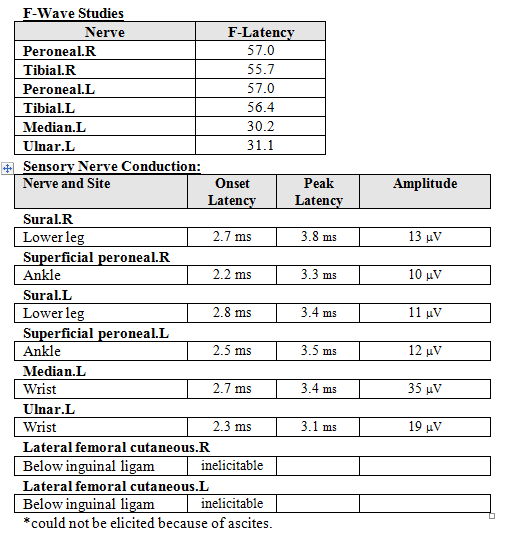 F-Wave Studies
Nerve F-Latency
Peroneal.R 57.0
Tibial.R 55.7
Peroneal.L 57.0
Tibial.L 56.4
Median.L 30.2
Ulnar.L 31.1
Sensory Nerve Conduction:
Nerve and Site Onset Latency Peak Latency Amplitude
Sural.R
Lower leg 2.7 ms 3.8 ms 13 µV
Superficial peroneal.R
Ankle 2.2 ms 3.3 ms 10 µV
Sural.L
Lower leg 2.8 ms 3.4 ms 11 µV
Superficial peroneal.L
Ankle 2.5 ms 3.5 ms 12 µV
Median.L
Wrist 2.7 ms 3.4 ms 35 µV
Ulnar.L
Wrist 2.3 ms 3.1 ms 19 µV
Lateral femoral cutaneous.R
Below inguinal ligam inelicitable
Lateral femoral cutaneous.L
Below inguinal ligam inelicitable
*could not be elicited because of ascites.